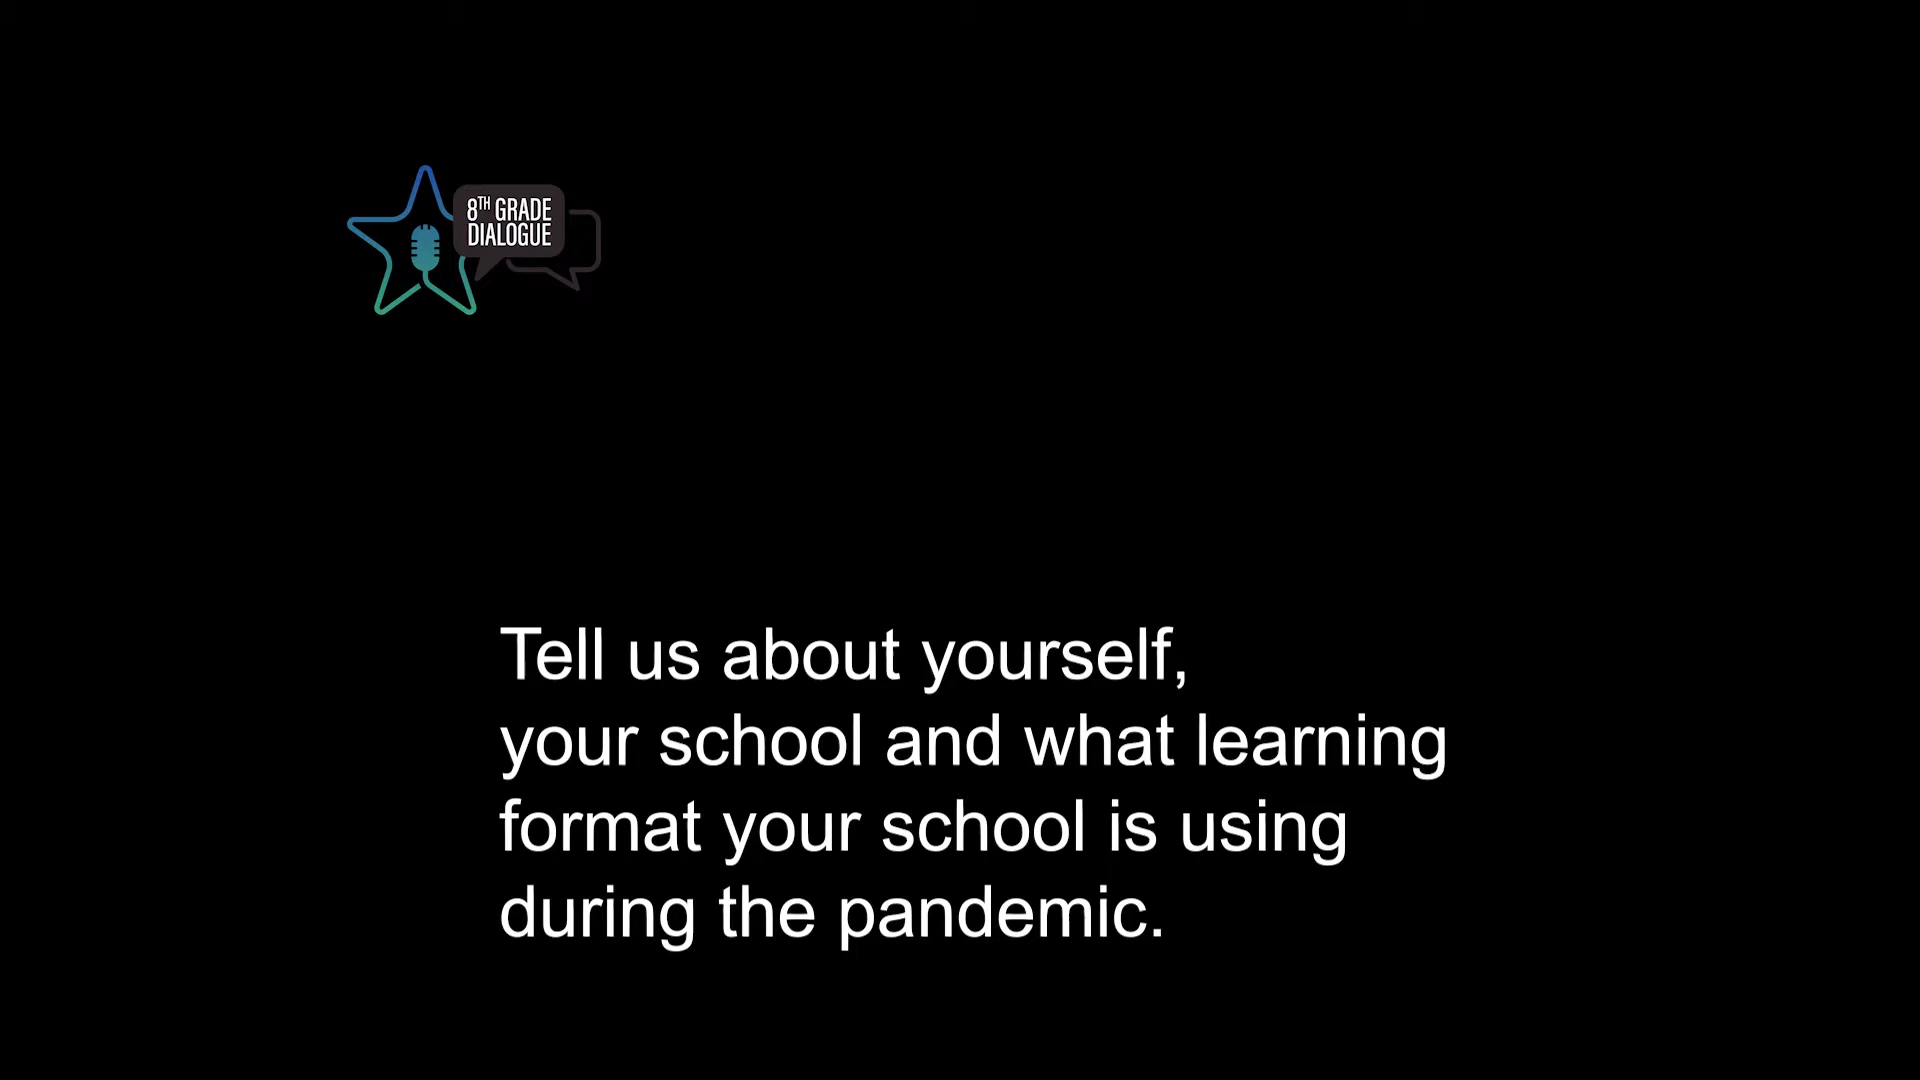 8TH GRADE
DIALOGUE
Tell us about yourself,
your school and what learning
format your school is using
during the pandemic.